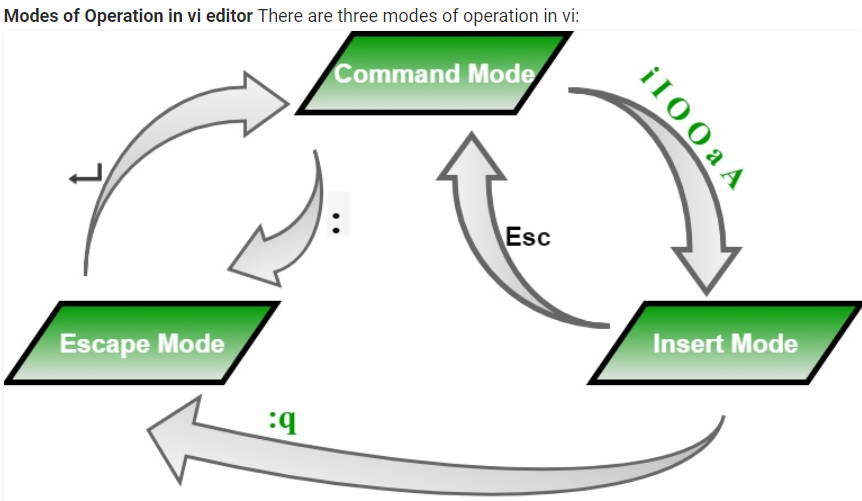 Modes of Operation in vi editor There are three modes of operation in vi:
Command Mode
i I O O a A
↵
:
Esc
Escape Mode
Insert Mode
:q